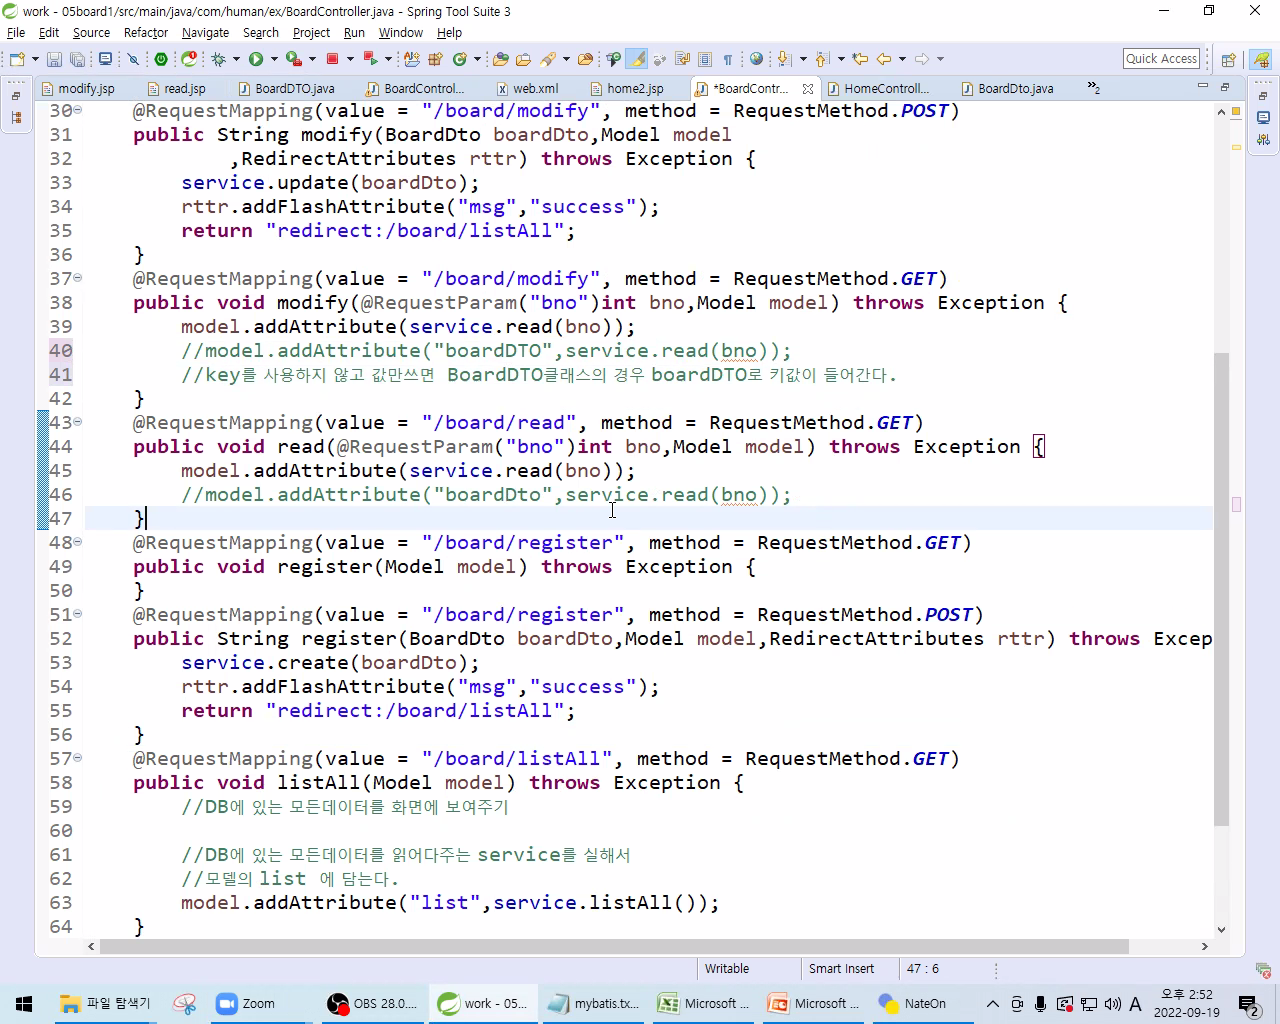 work - 05board1/src/main/java/com/human/ex/BoardController.java - Spring Tool Suite 3
File Edit Source Refactor Navigate Search Project Run Window Help
Quick Access
modify.jsp read.jsp BoardDTO.java BoardControl... web.xml home2.jsp *BoardContr... HomeControll... BoardDto.java »2
30 @RequestMapping(value = "/board/modify", method = RequestMethod.POST)
31 public String modify(BoardDto boardDto,Model model
32 ,RedirectAttributes rttr) throws Exception {
33 service.update(boardDto);
34 rttr.addFlashAttribute("msg","success");
35 return "redirect:/board/listAll";
36 }
37 @RequestMapping(value = "/board/modify", method = RequestMethod.GET)
38 public void modify(@RequestParam("bno")int bno,Model model) throws Exception {
39 model.addAttribute(service.read(bno));
40 //model.addAttribute("boardDTO",service.read(bno));
41 //key를 사용하지 않고 값만쓰면 BoardDTO클래스의 경우 boardDTO로 키값이 들어간다.
42 }
43 @RequestMapping(value = "/board/read", method = RequestMethod.GET)
44 public void read(@RequestParam("bno")int bno,Model model) throws Exception {
45 model.addAttribute(service.read(bno));
46 //model.addAttribute("boardDto",service.read(bno));
47 }
48 @RequestMapping(value = "/board/register", method = RequestMethod.GET)
49 public void register(Model model) throws Exception {
50 }
51 @RequestMapping(value = "/board/register", method = RequestMethod.POST)
52 public String register(BoardDto boardDto,Model model,RedirectAttributes rttr) throws Excep
53 service.create(boardDto);
54 rttr.addFlashAttribute("msg","success");
55 return "redirect:/board/listAll";
56 }
57 @RequestMapping(value = "/board/listAll", method = RequestMethod.GET)
58 public void listAll(Model model) throws Exception {
59 //DB에 있는 모든데이터를 화면에 보여주기
60
61 //DB에 있는 모든데이터를 읽어다주는 service를 실해서
62 //모델의 list 에 담는다.
63 model.addAttribute("list",service.listAll());
64 }
Writable Smart Insert 47 : 6
파일 탐색기 Zoom OBS 28.0.... work - 05... mybatis.tx... Microsoft ... Microsoft ... NateOn A 오후 2:52
2022-09-19 2